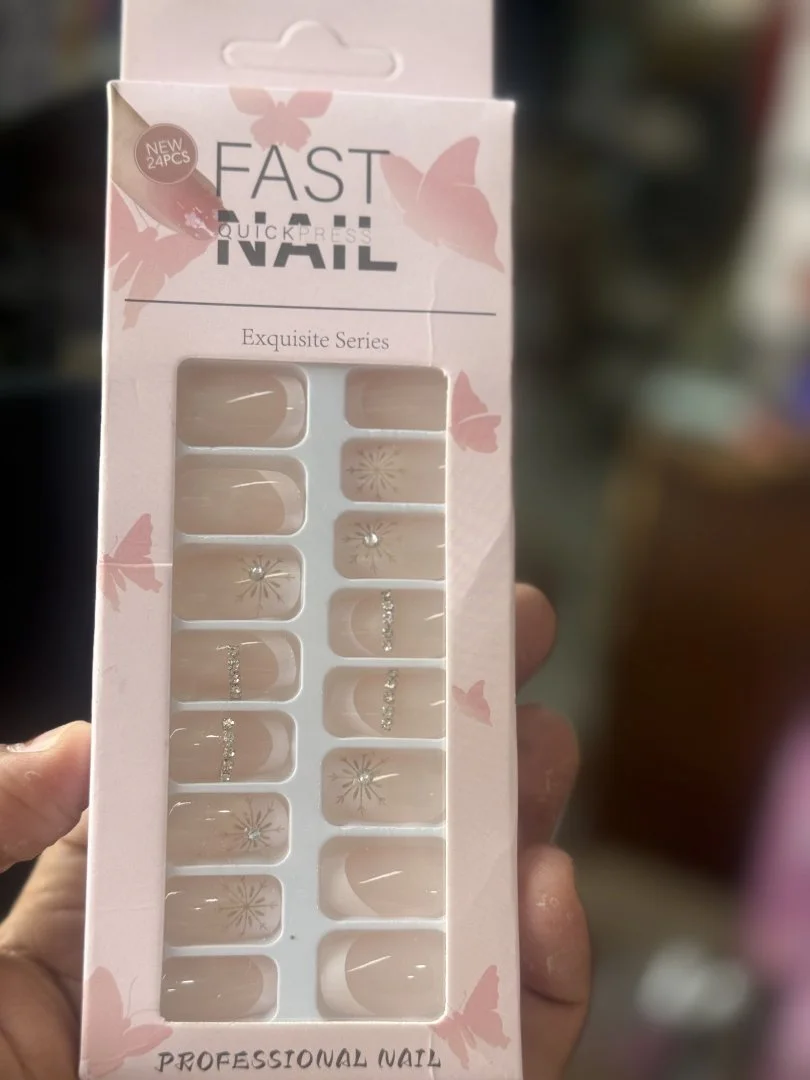 NEW
24PCS
FAST
QUICKPRESS
NAIL
Exquisite Series
PROFESSIONAL NAIL